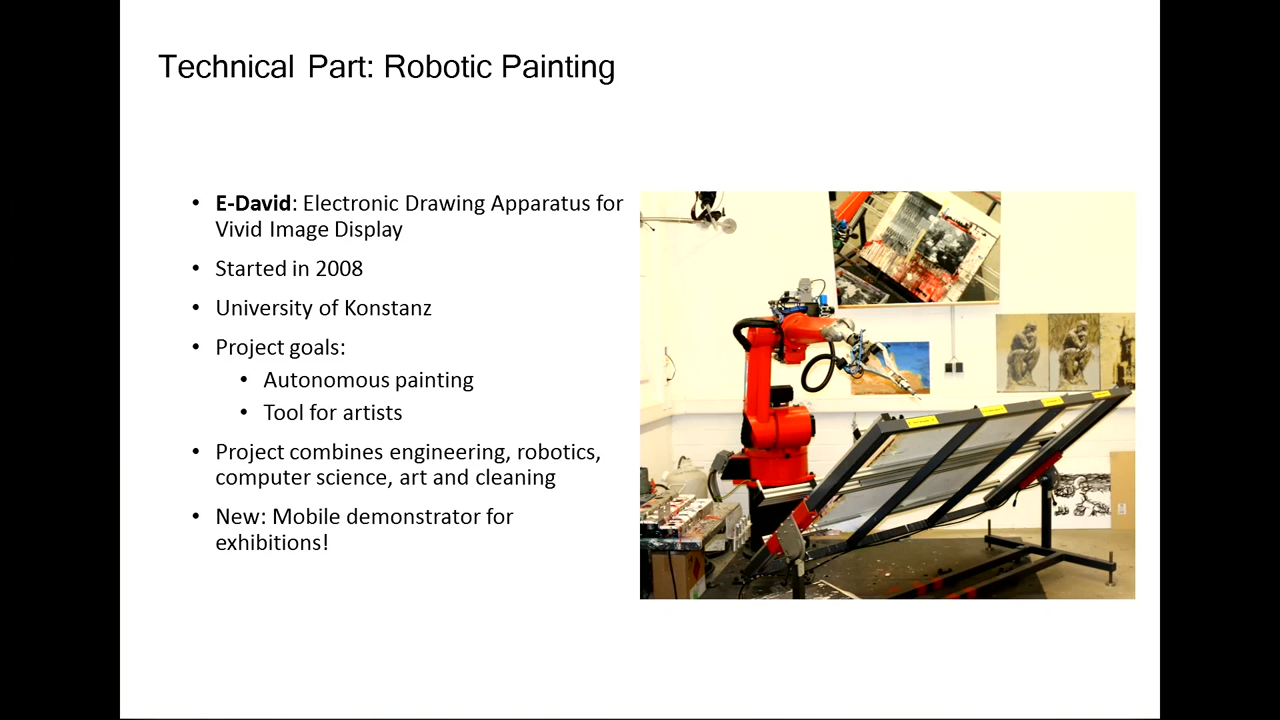 Technical Part: Robotic Painting
• E-David: Electronic Drawing Apparatus for
Vivid Image Display
• Started in 2008
• University of Konstanz
• Project goals:
• Autonomous painting
• Tool for artists
• Project combines engineering, robotics,
computer science, art and cleaning
• New: Mobile demonstrator for
exhibitions!